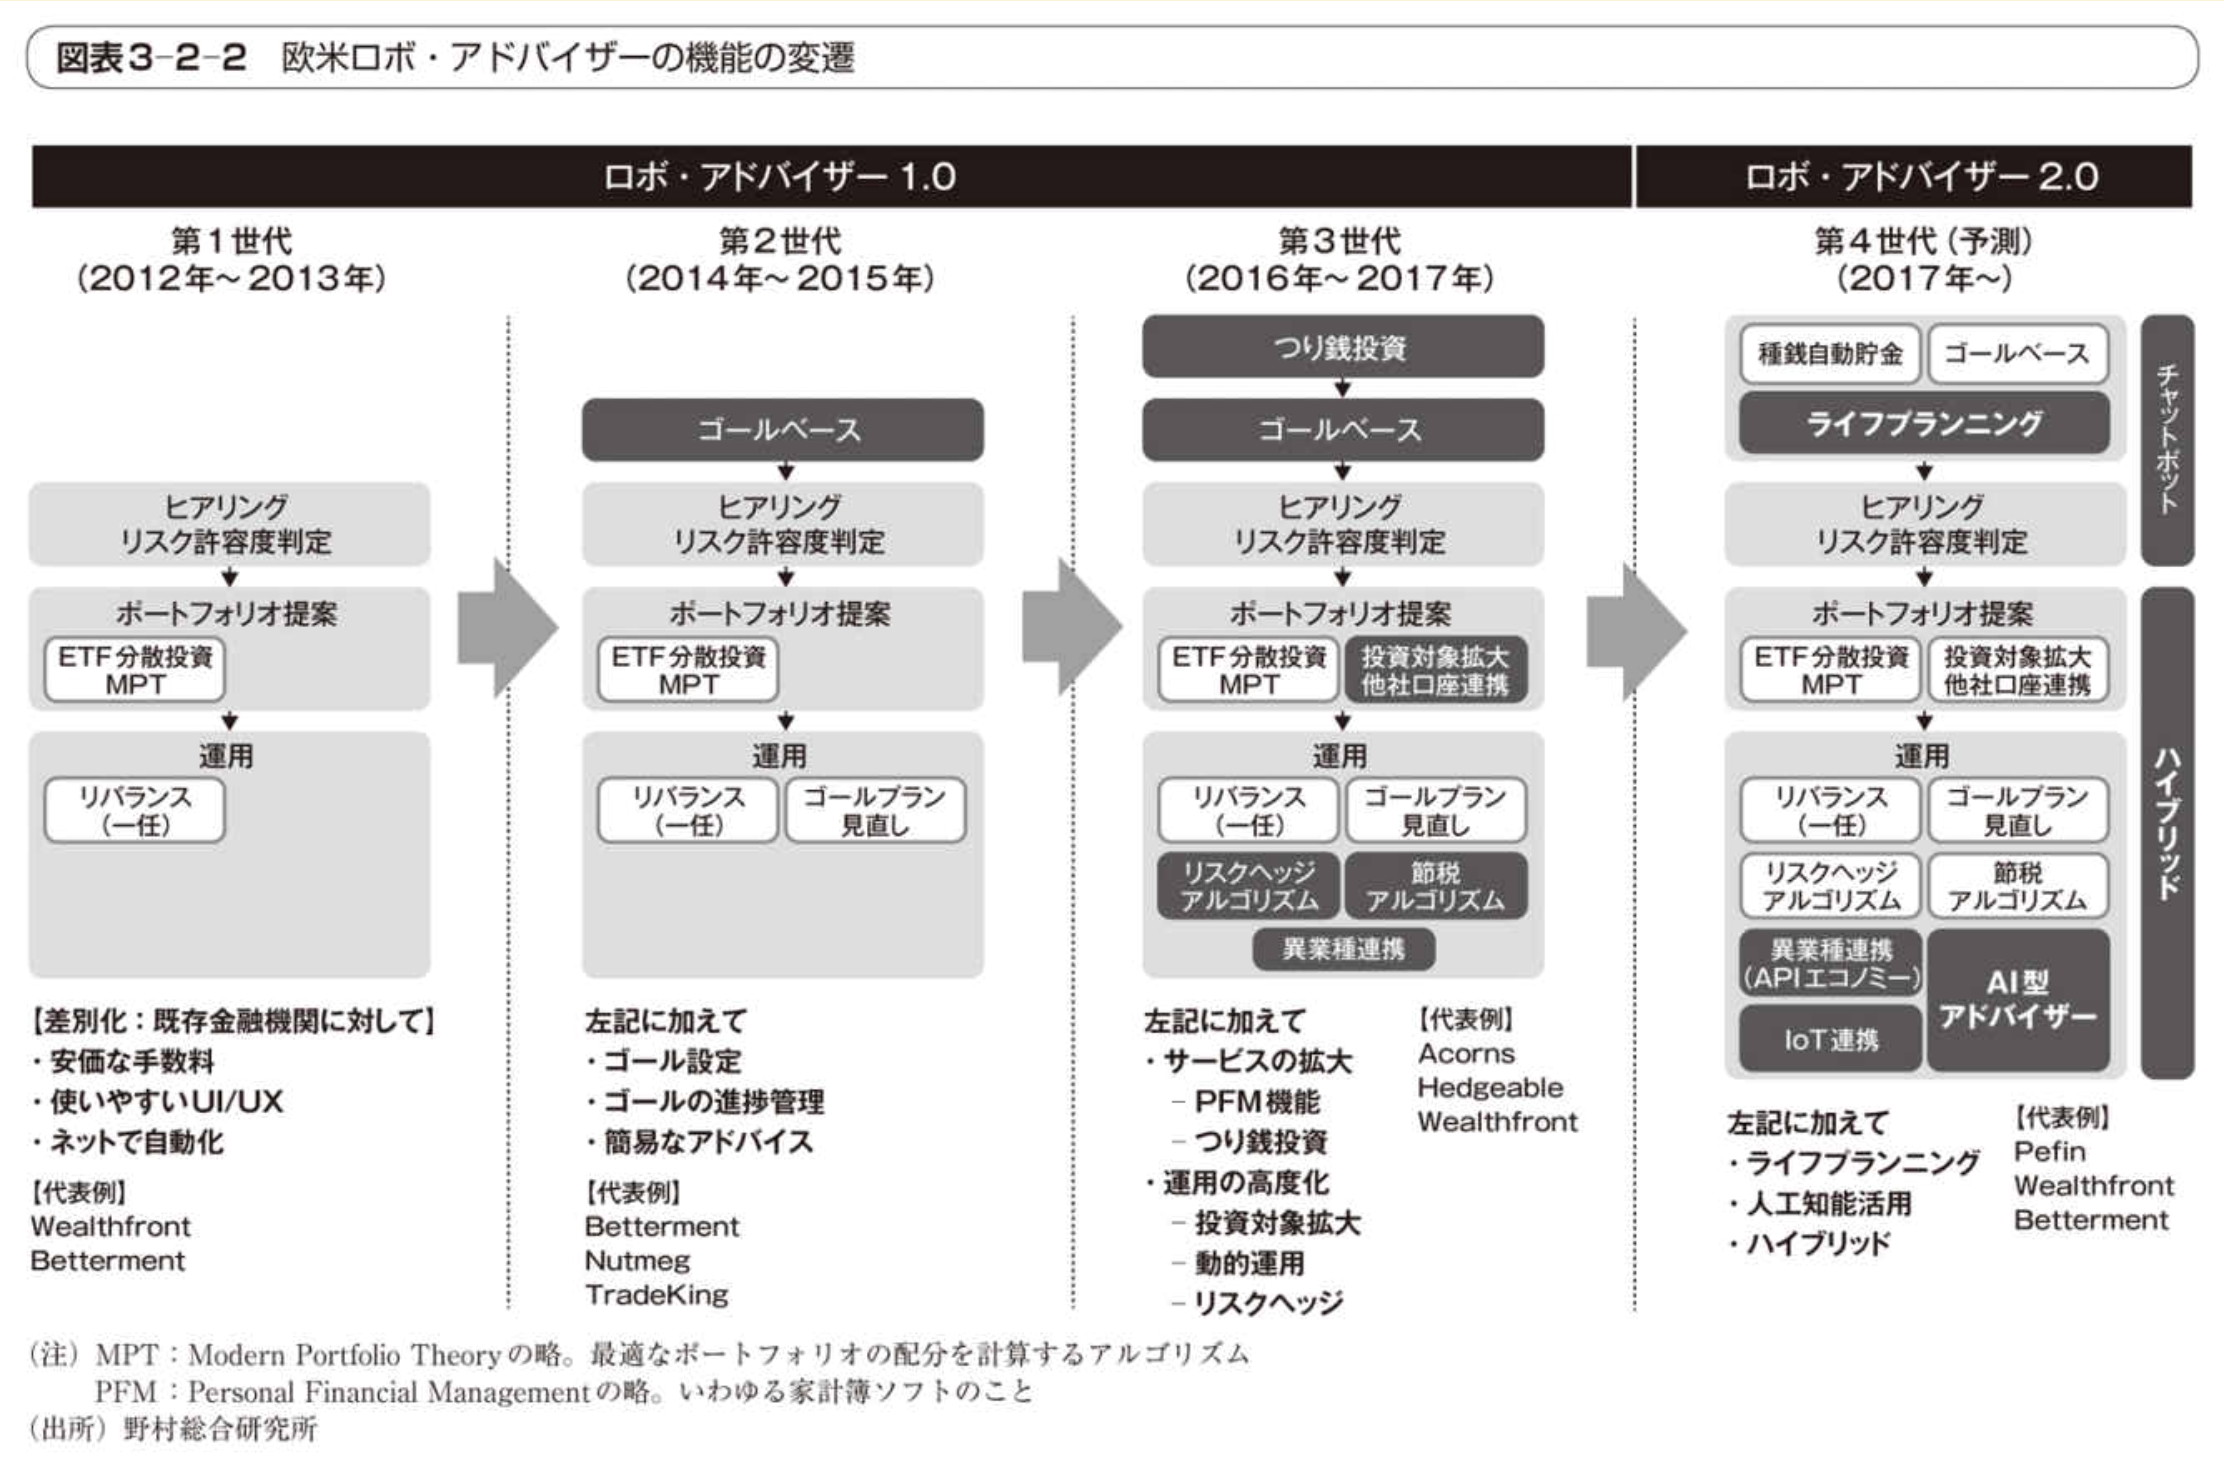 図表3-2-2 欧米ロボ・アドバイザーの機能の変遷
ロボ・アドバイザー 1.0
第1世代
(2012年〜2013年)
ヒアリング
リスク許容度判定
ポートフォリオ提案
ETF分散投資
MPT
運用
リバランス
(一任)
【差別化：既存金融機関に対して】
・安価な手数料
・使いやすいUI/UX
・ネットで自動化
【代表例】
Wealthfront
Betterment
第2世代
(2014年〜2015年)
ゴールベース
ヒアリング
リスク許容度判定
ポートフォリオ提案
ETF分散投資
MPT
運用
リバランス
(一任)
ゴールプラン
見直し
左記に加えて
・ゴール設定
・ゴールの進捗管理
・簡易なアドバイス
【代表例】
Betterment
Nutmeg
TradeKing
第3世代
(2016年〜2017年)
つり銭投資
ゴールベース
ヒアリング
リスク許容度判定
ポートフォリオ提案
ETF分散投資
MPT
投資対象拡大
他社口座連携
運用
リバランス
(一任)
ゴールプラン
見直し
リスクヘッジ
アルゴリズム
節税
アルゴリズム
異業種連携
左記に加えて
・サービスの拡大
− PFM機能
− つり銭投資
・運用の高度化
− 投資対象拡大
− 動的運用
− リスクヘッジ
【代表例】
Acorns
Hedgeable
Wealthfront
ロボ・アドバイザー 2.0
第4世代(予測)
(2017年〜)
種銭自動貯金
ゴールベース
ライフプランニング
チャットボット
ヒアリング
リスク許容度判定
ポートフォリオ提案
ETF分散投資
MPT
投資対象拡大
他社口座連携
ハイブリッド
運用
リバランス
(一任)
ゴールプラン
見直し
リスクヘッジ
アルゴリズム
節税
アルゴリズム
異業種連携
(APIエコノミー)
AI型
アドバイザー
IoT連携
左記に加えて
・ライフプランニング
・人工知能活用
・ハイブリッド
【代表例】
Pefin
Wealthfront
Betterment
(注) MPT：Modern Portfolio Theoryの略。最適なポートフォリオの配分を計算するアルゴリズム
PFM：Personal Financial Managementの略。いわゆる家計簿ソフトのこと
(出所) 野村総合研究所